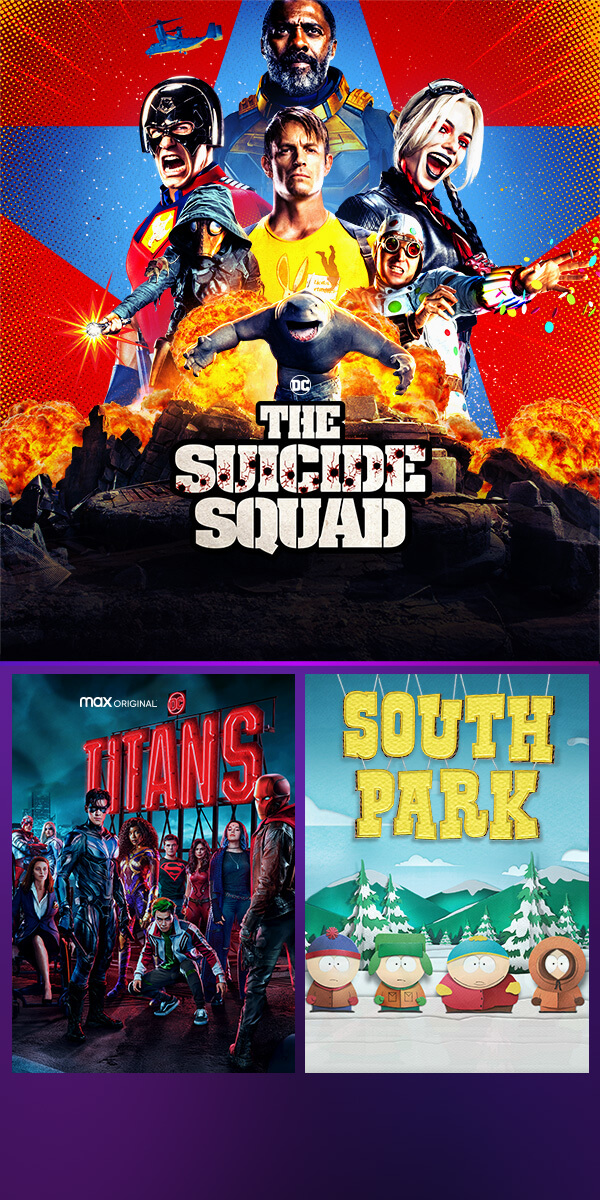 DC
THE
SUICIDE
SQUAD
max ORIGINAL
DC
TITANS
SOUTH
PARK